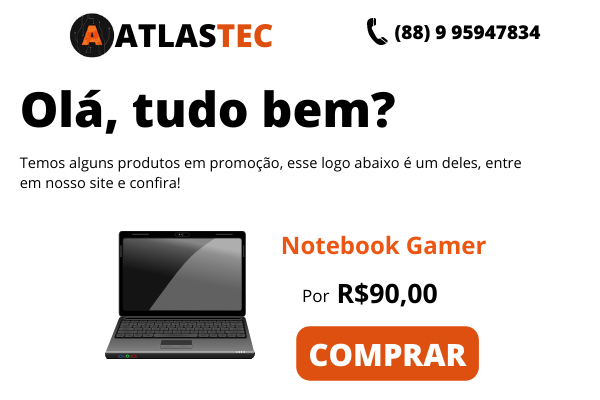 A ATLASTEC
(88) 9 95947834
Olá, tudo bem?
Temos alguns produtos em promoção, esse logo abaixo é um deles, entre
em nosso site e confira!
Notebook Gamer
Por R$90,00
COMPRAR